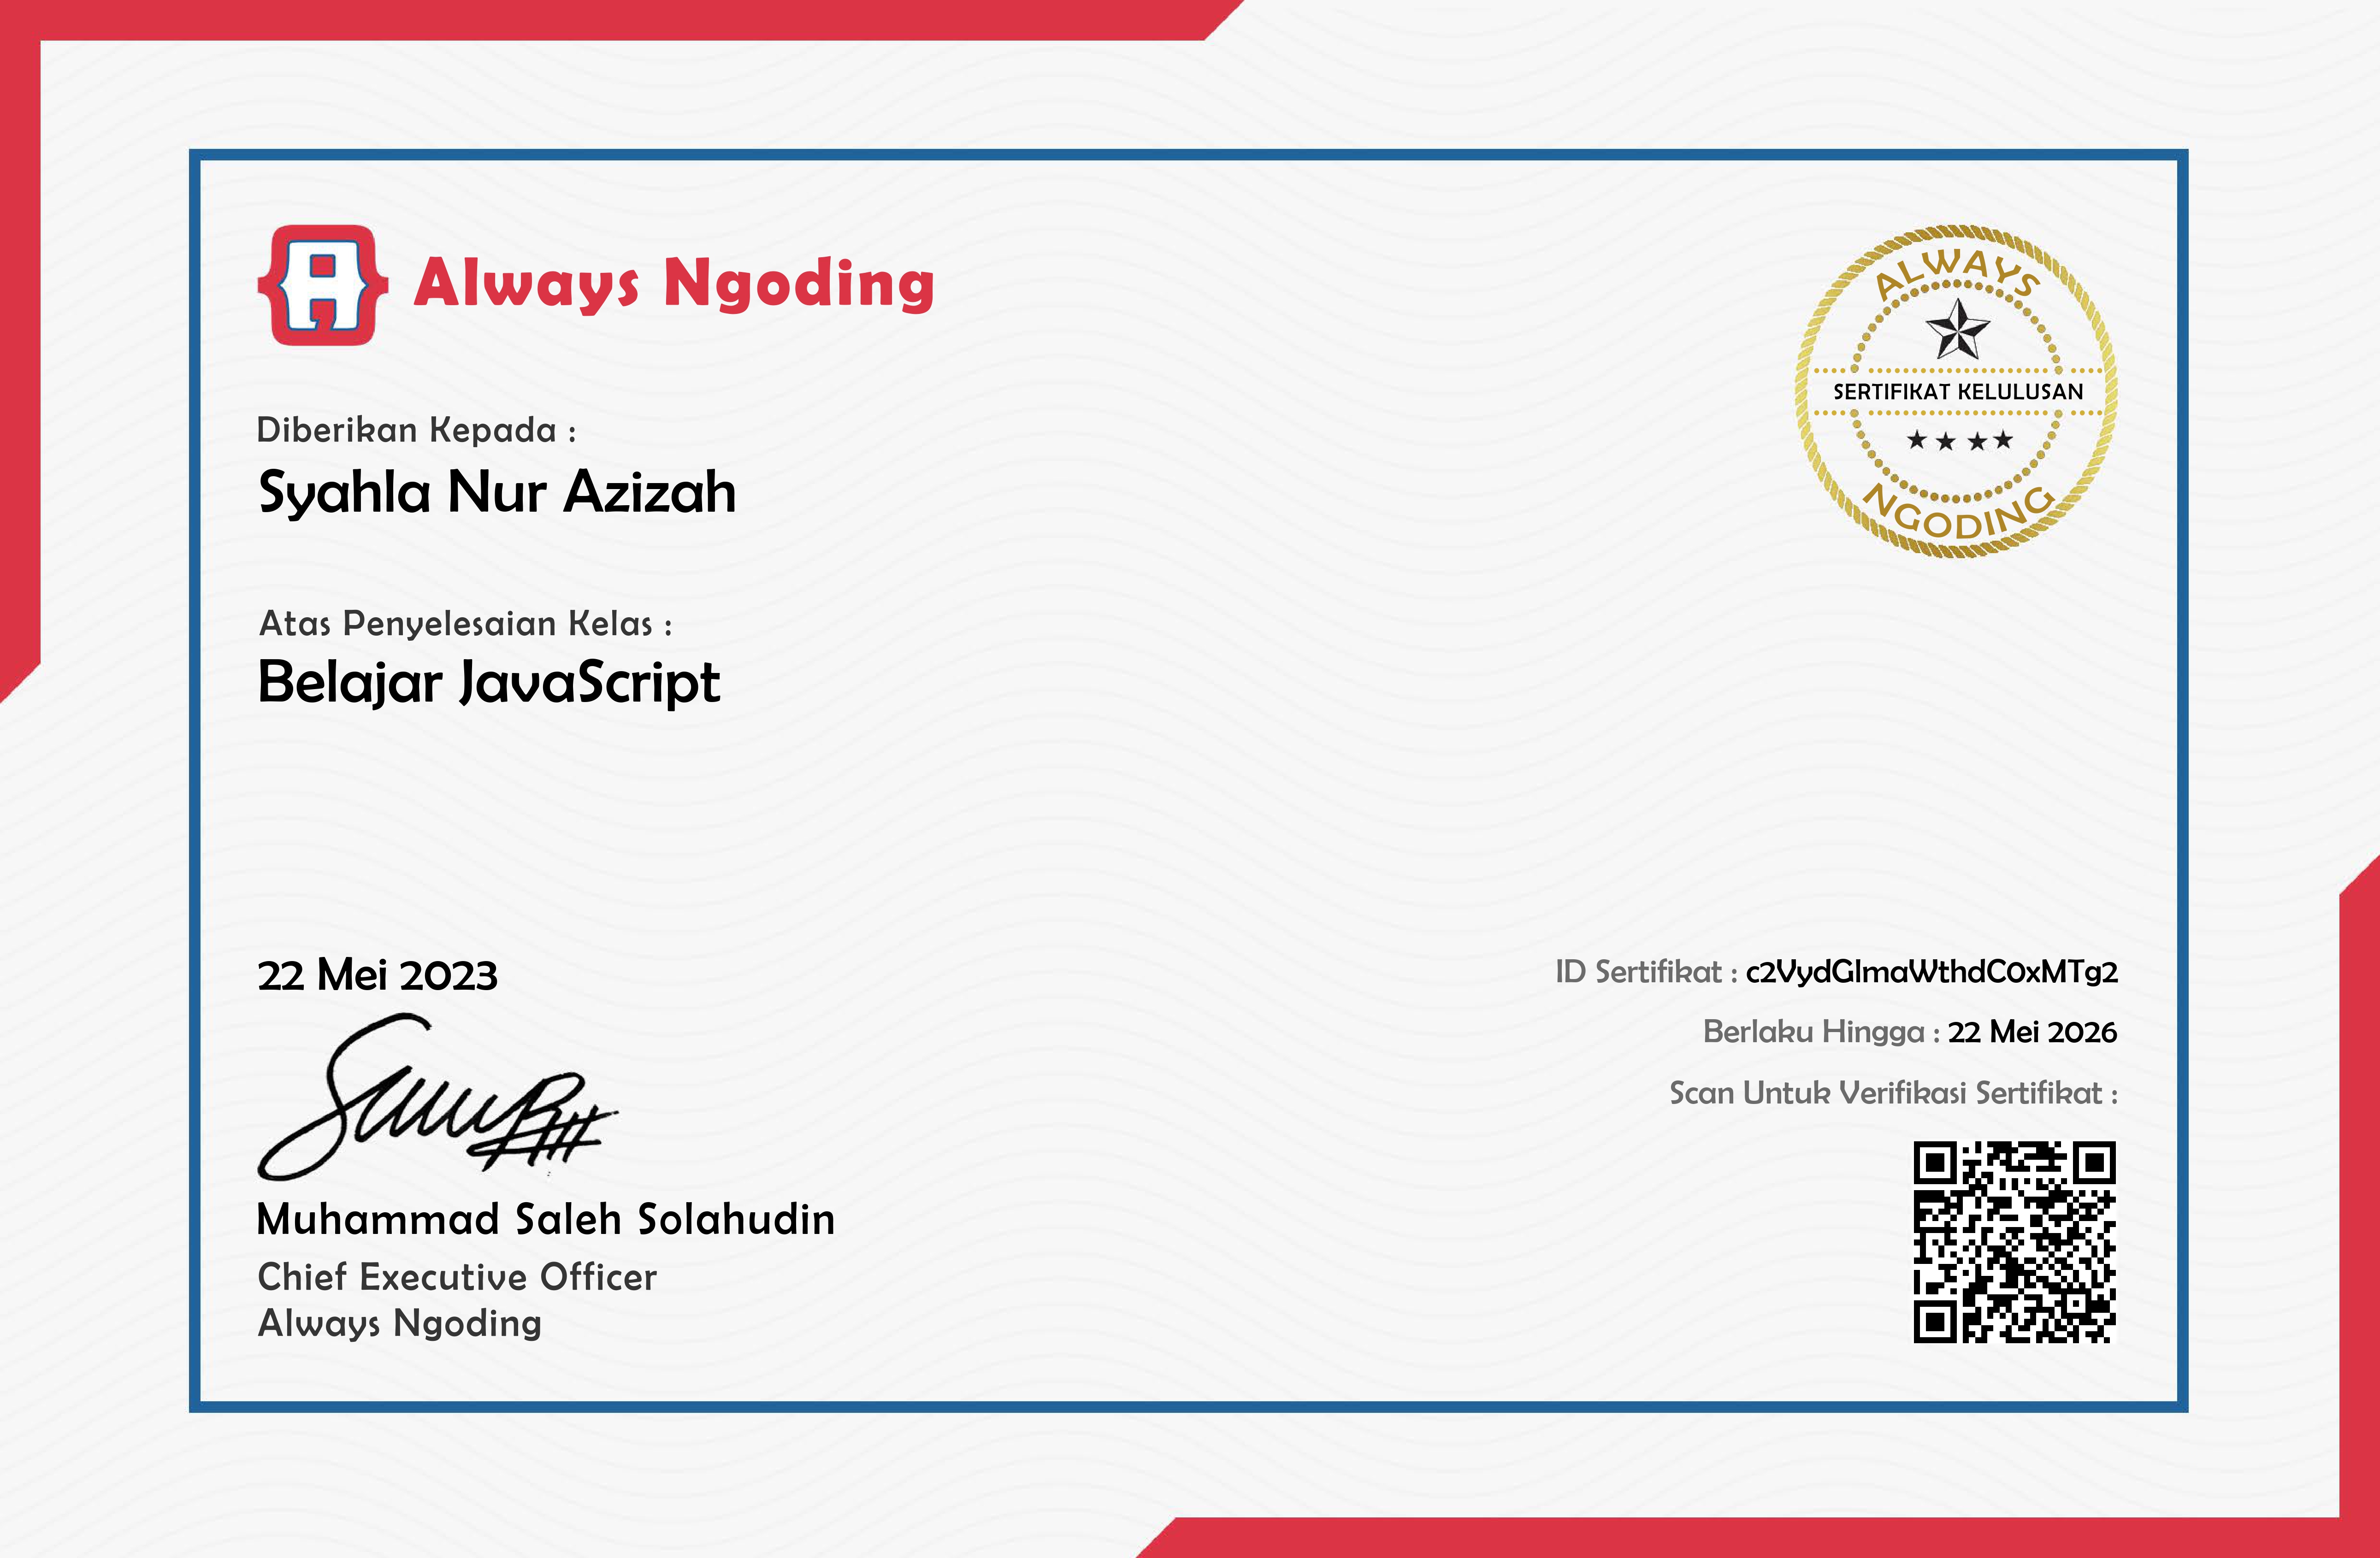 Always Ngoding
ALWAYS
SERTIFIKAT KELULUSAN
NGODING
Diberikan Kepada :
Syahla Nur Azizah
Atas Penyelesaian Kelas :
Belajar JavaScript
22 Mei 2023
Muhammad Saleh Solahudin
Chief Executive Officer
Always Ngoding
ID Sertifikat : c2VydGlmaWthdC0xMTg2
Berlaku Hingga : 22 Mei 2026
Scan Untuk Verifikasi Sertifikat :